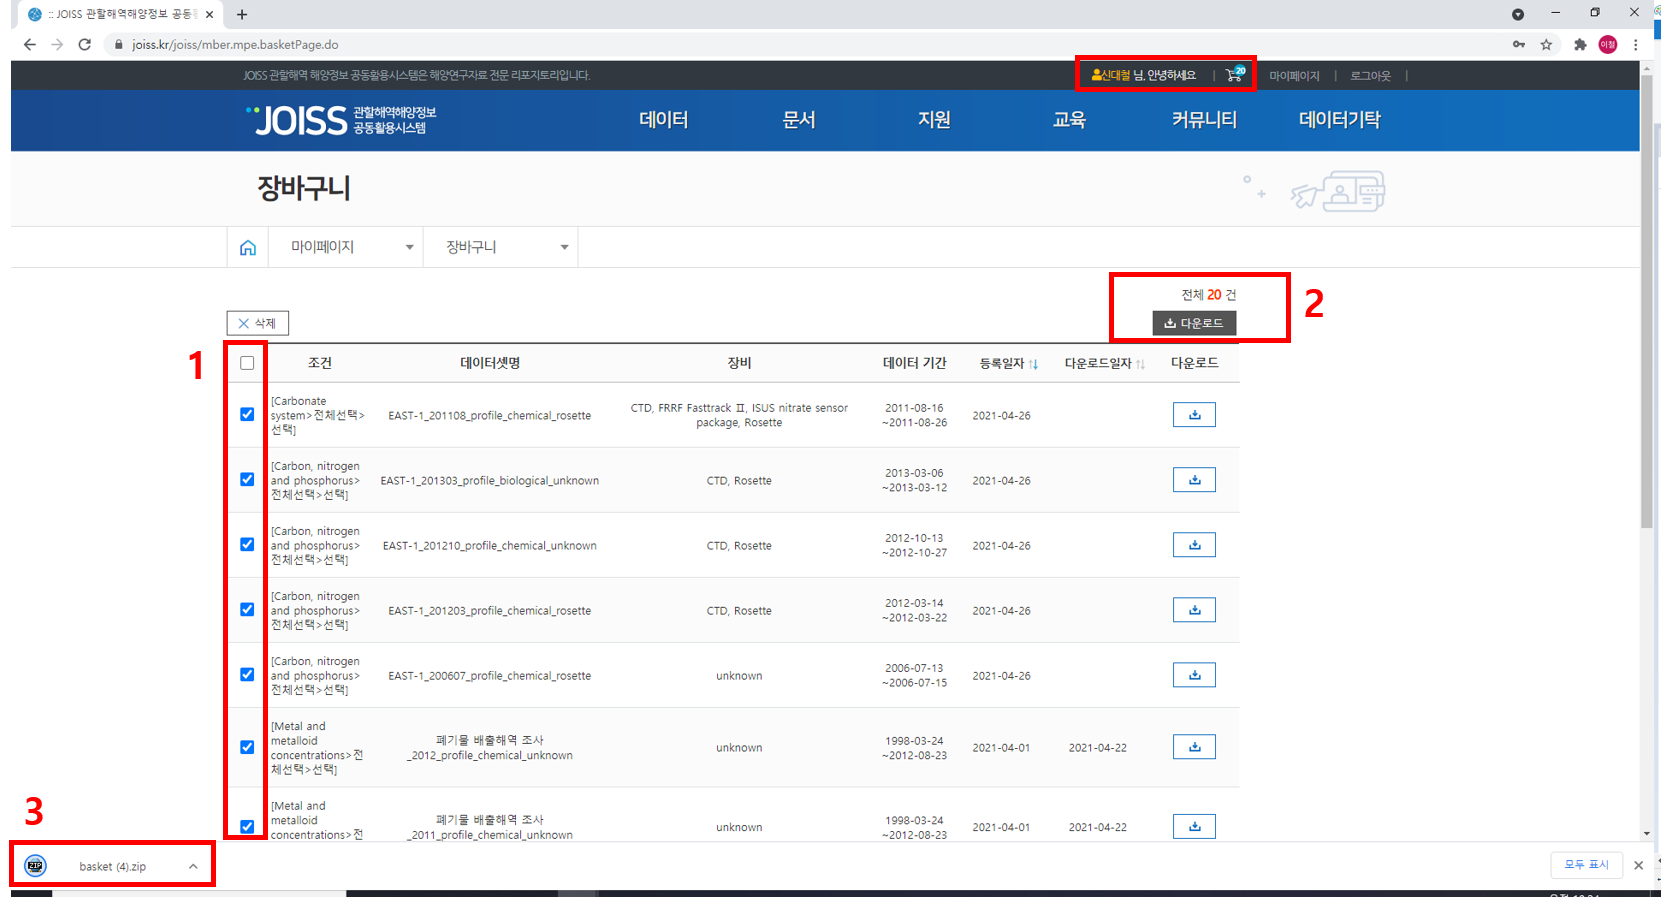 :: JOISS 관할해역해양정보 공동
joiss.kr/joiss/mber.mpe.basketPage.do
이철
JOISS 관할해역 해양정보 공동활용시스템은 해양연구자료 전문 리포지토리입니다.
신대철 님, 안녕하세요 | 20 마이페이지 | 로그아웃 |
JOISS 관할해역해양정보
공동활용시스템
데이터 문서 지원 교육 커뮤니티 데이터기탁
장바구니
마이페이지 장바구니
전체 20 건
2
삭제
다운로드
1
조건 데이터셋명 장비 데이터 기간 등록일자 다운로드일자 다운로드
[Carbonate
system>전체선택>
선택]
EAST-1_201108_profile_chemical_rosette
CTD, FRRF Fasttrack Ⅱ, ISUS nitrate sensor
package, Rosette
2011-08-16
~2011-08-26
2021-04-26
[Carbon, nitrogen
and phosphorus>
전체선택>선택]
EAST-1_201303_profile_biological_unknown
CTD, Rosette
2013-03-06
~2013-03-12
2021-04-26
[Carbon, nitrogen
and phosphorus>
전체선택>선택]
EAST-1_201210_profile_chemical_unknown
CTD, Rosette
2012-10-13
~2012-10-27
2021-04-26
[Carbon, nitrogen
and phosphorus>
전체선택>선택]
EAST-1_201203_profile_chemical_rosette
CTD, Rosette
2012-03-14
~2012-03-22
2021-04-26
[Carbon, nitrogen
and phosphorus>
전체선택>선택]
EAST-1_200607_profile_chemical_rosette
unknown
2006-07-13
~2006-07-15
2021-04-26
[Metal and
metalloid
concentrations>전
체선택>선택]
폐기물 배출해역 조사
_2012_profile_chemical_unknown
unknown
1998-03-24
~2012-08-23
2021-04-01
2021-04-22
[Metal and
metalloid
concentrations>전
폐기물 배출해역 조사
_2011_profile_chemical_unknown
unknown
1998-03-24
~2012-08-23
2021-04-01
2021-04-22
3
ZIP
basket (4).zip
모두 표시